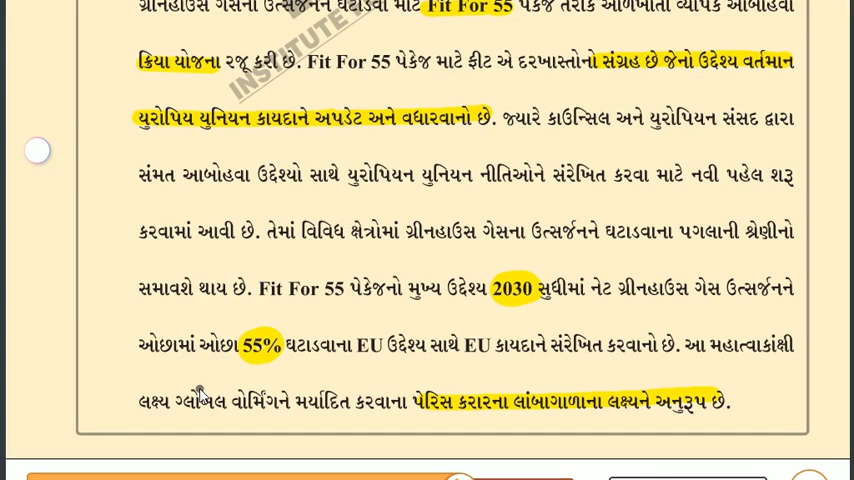 ગ્રીનહાઉસ ગેસના ઉત્સર્જનને ઘટાડવા માટે Fit For 55 પેકેજ તરીકે ઓળખાતી વ્યાપક આબોહવા
ક્રિયા યોજના રજૂ કરી છે. Fit For 55 પેકેજ માટે ફીટ એ દરખાસ્તોનો સંગ્રહ છે જેનો ઉદ્દેશ્ય વર્તમાન
યુરોપિય યુનિયન કાયદાને અપડેટ અને વધારવાનો છે. જ્યારે કાઉન્સિલ અને યુરોપિયન સંસદ દ્વારા
સંમત આબોહવા ઉદ્દેશ્યો સાથે યુરોપિયન યુનિયન નીતિઓને સંરેખિત કરવા માટે નવી પહેલ શરૂ
કરવામાં આવી છે. તેમાં વિવિધ ક્ષેત્રોમાં ગ્રીનહાઉસ ગેસના ઉત્સર્જનને ઘટાડવાના પગલાની શ્રેણીનો
સમાવશે થાય છે. Fit For 55 પેકેજનો મુખ્ય ઉદ્દેશ્ય 2030 સુધીમાં નેટ ગ્રીનહાઉસ ગેસ ઉત્સર્જનને
ઓછામાં ઓછા 55% ઘટાડવાના EU ઉદ્દેશ્ય સાથે EU કાયદાને સંરેખિત કરવાનો છે. આ મહાત્વાકાંક્ષી
લક્ષ્ય ગ્લોબલ વોર્મિંગને મર્યાદિત કરવાના પેરિસ કરારના લાંબાગાળાના લક્ષ્યને અનુરૂપ છે.
INSTITUTE